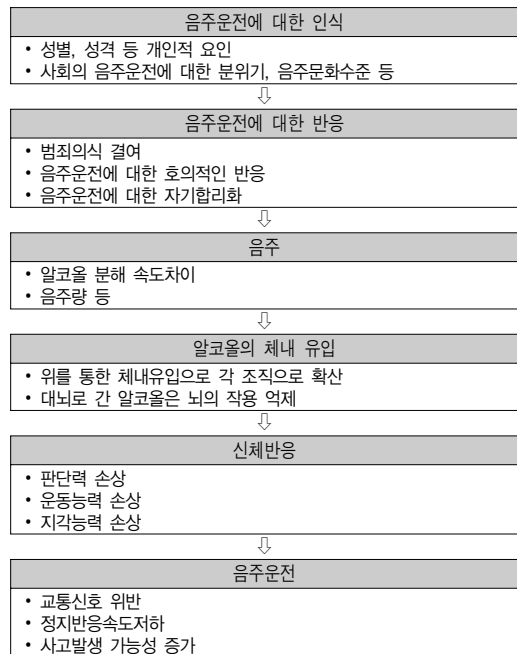 음주운전에 대한 인식
• 성별, 성격 등 개인적 요인
• 사회의 음주운전에 대한 분위기, 음주문화수준 등
⇩
음주운전에 대한 반응
• 범죄의식 결여
• 음주운전에 대한 호의적인 반응
• 음주운전에 대한 자기합리화
⇩
음주
• 알코올 분해 속도차이
• 음주량 등
⇩
알코올의 체내 유입
• 위를 통한 체내유입으로 각 조직으로 확산
• 대뇌로 간 알코올은 뇌의 작용 억제
⇩
신체반응
• 판단력 손상
• 운동능력 손상
• 지각능력 손상
⇩
음주운전
• 교통신호 위반
• 정지반응속도저하
• 사고발생 가능성 증가